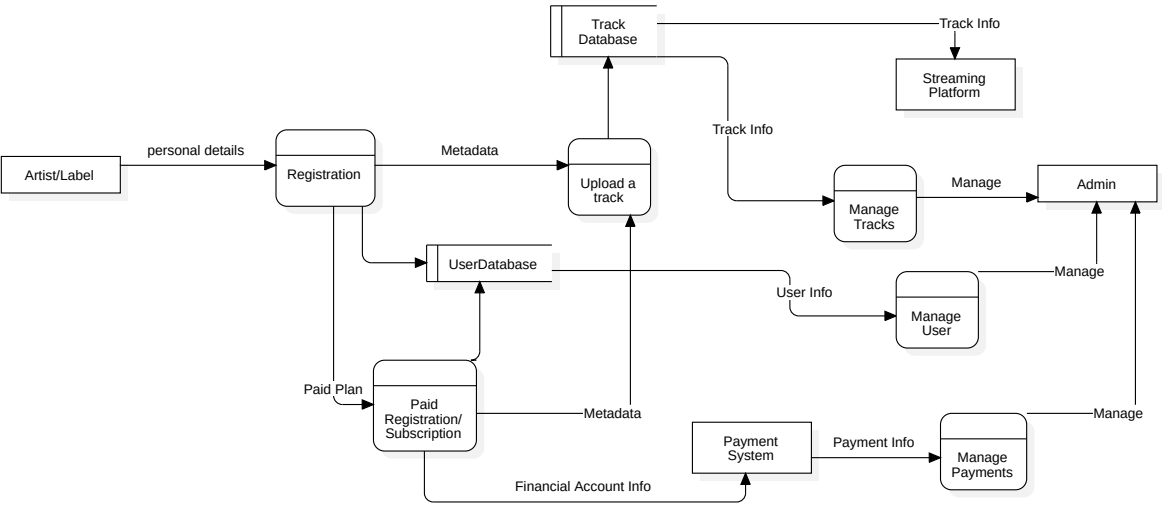 Track
Database
Track Info
Streaming
Platform
Track Info
personal details
Metadata
Artist/Label
Registration
Upload a
track
Manage
Admin
Manage
Tracks
UserDatabase
Manage
User Info
Manage
User
Paid Plan
Paid
Registration/
Subscription
Metadata
Manage
Payment
System
Payment Info
Manage
Payments
Financial Account Info